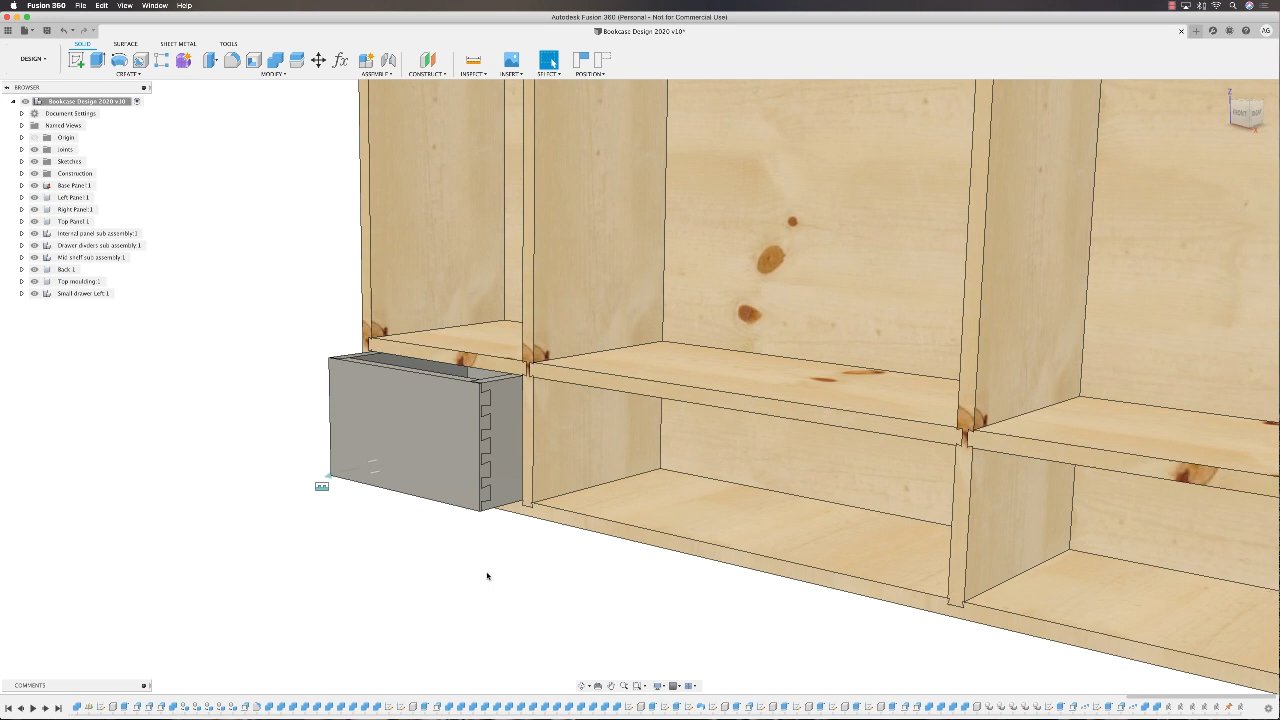 Fusion 360 File Edit View Window Help
Autodesk Fusion 360 (Personal - Not for Commercial Use)
Bookcase Design 2020 v10*
AG
SOLID SURFACE SHEET METAL TOOLS
DESIGN
CREATE MODIFY ASSEMBLE CONSTRUCT INSPECT INSERT SELECT POSITION
BROWSER
Bookcase Design 2020 v10
Document Settings
Named Views
Origin
Joints
Sketches
Construction
Base Panel:1
Left Panel:1
Right Panel:1
Top Panel:1
Internal panel sub assembly:1
Drawer dividers sub assembly:1
Mid shelf sub assembly:1
Back:1
Top moulding:1
Small drawer Left:1
Z
FRONT
X
COMMENTS